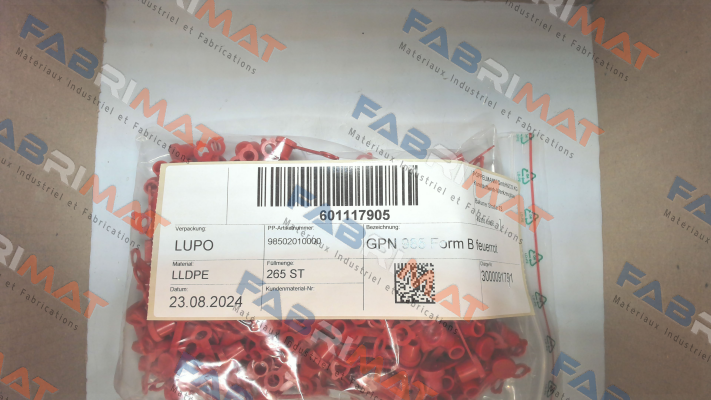 601117905
Verpackung:
LUPO
PP-Artikelnummer:
98502010000
Bezeichnung:
GPN 985 Form B feuerrot
Material:
LLDPE
Füllmenge:
265 ST
3000091791
Datum:
23.08.2024
Kundenmaterial-Nr:
FABRIMAT
Materiaux Industriel et Fabrications